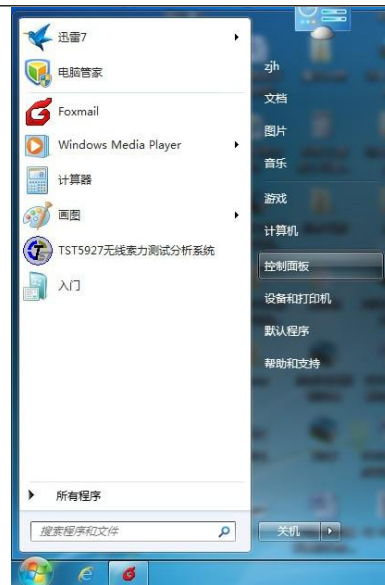 迅雷7
电脑管家
Foxmail
Windows Media Player
计算器
画图
TST5927无线索力测试分析系统
入门
所有程序
搜索程序和文件
zjh
文档
图片
音乐
游戏
计算机
控制面板
设备和打印机
默认程序
帮助和支持
关机